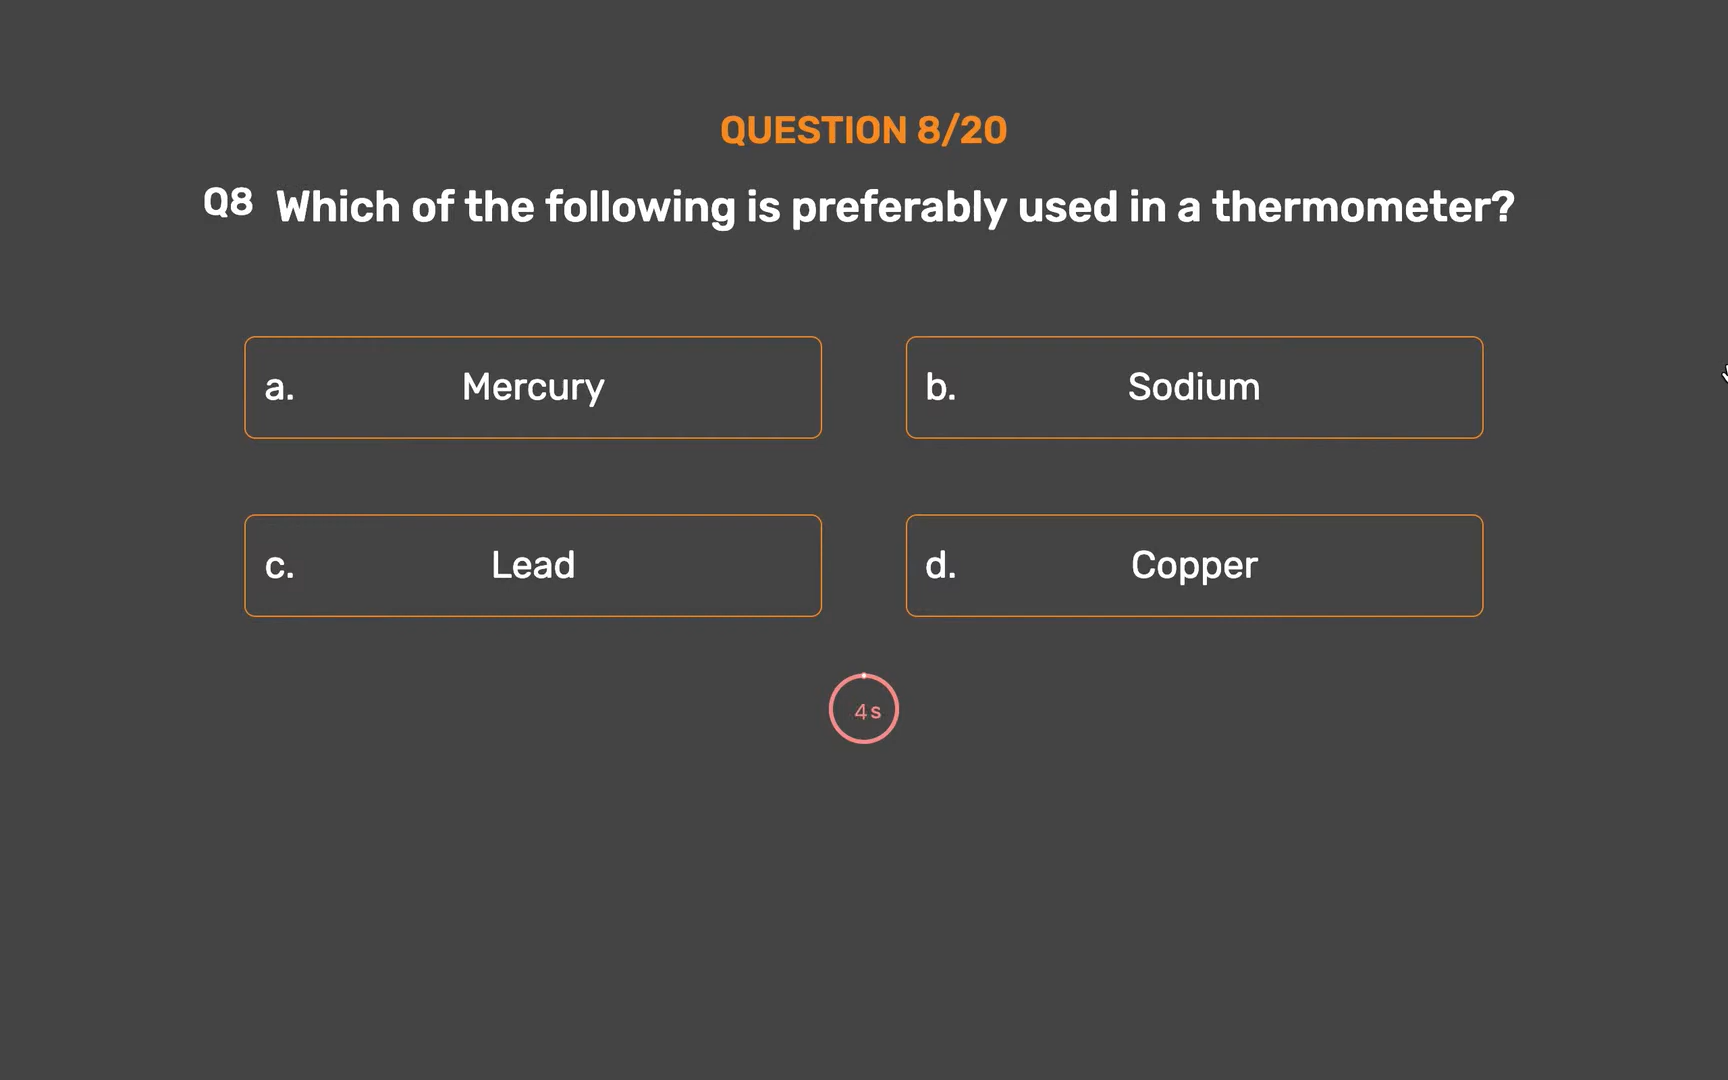 QUESTION 8/20
Q8 Which of the following is preferably used in a thermometer?
a. Mercury
b. Sodium
c. Lead
d. Copper
4s